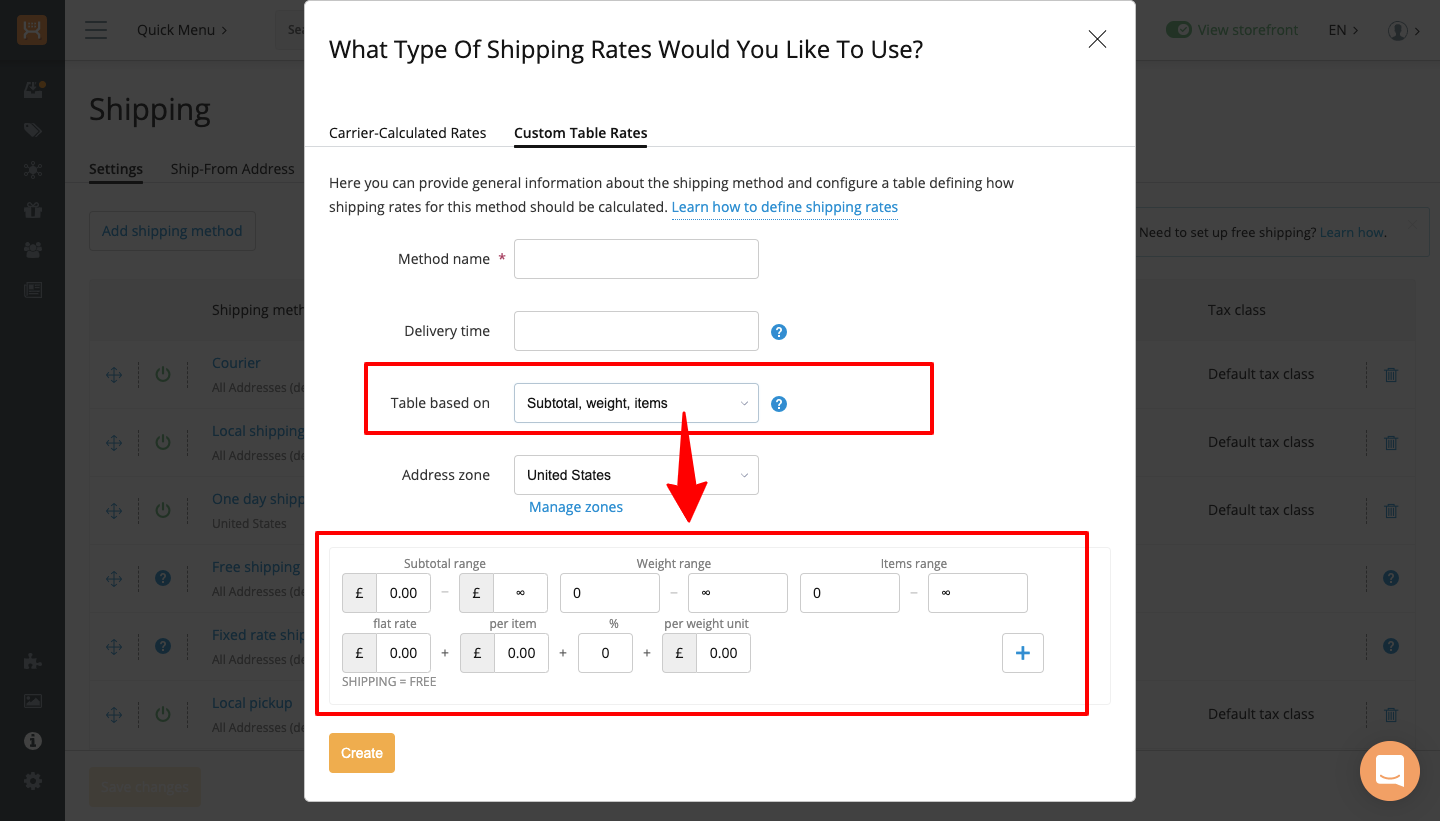 Quick Menu
Sea
View storefront
EN
What Type Of Shipping Rates Would You Like To Use?
Shipping
Carrier-Calculated Rates
Custom Table Rates
Settings
Ship-From Address
Here you can provide general information about the shipping method and configure a table defining how
shipping rates for this method should be calculated. Learn how to define shipping rates
Add shipping method
Need to set up free shipping? Learn how.
Method name *
Shipping meth
Tax class
Delivery time
?
Courier
All Addresses (de
Default tax class
Table based on
Subtotal, weight, items
?
Local shipping
All Addresses (de
Default tax class
Address zone
United States
Manage zones
One day shipp
United States
Default tax class
Subtotal range
Weight range
Items range
£ 0.00 – £ ∞
0 – ∞
0 – ∞
flat rate
per item
%
per weight unit
£ 0.00 + £ 0.00 + 0 + £ 0.00
+
SHIPPING = FREE
?
Free shipping
All Addresses (de
?
?
Fixed rate ship
All Addresses (de
?
Local pickup
All Addresses (de
Default tax class
Create
Save changes